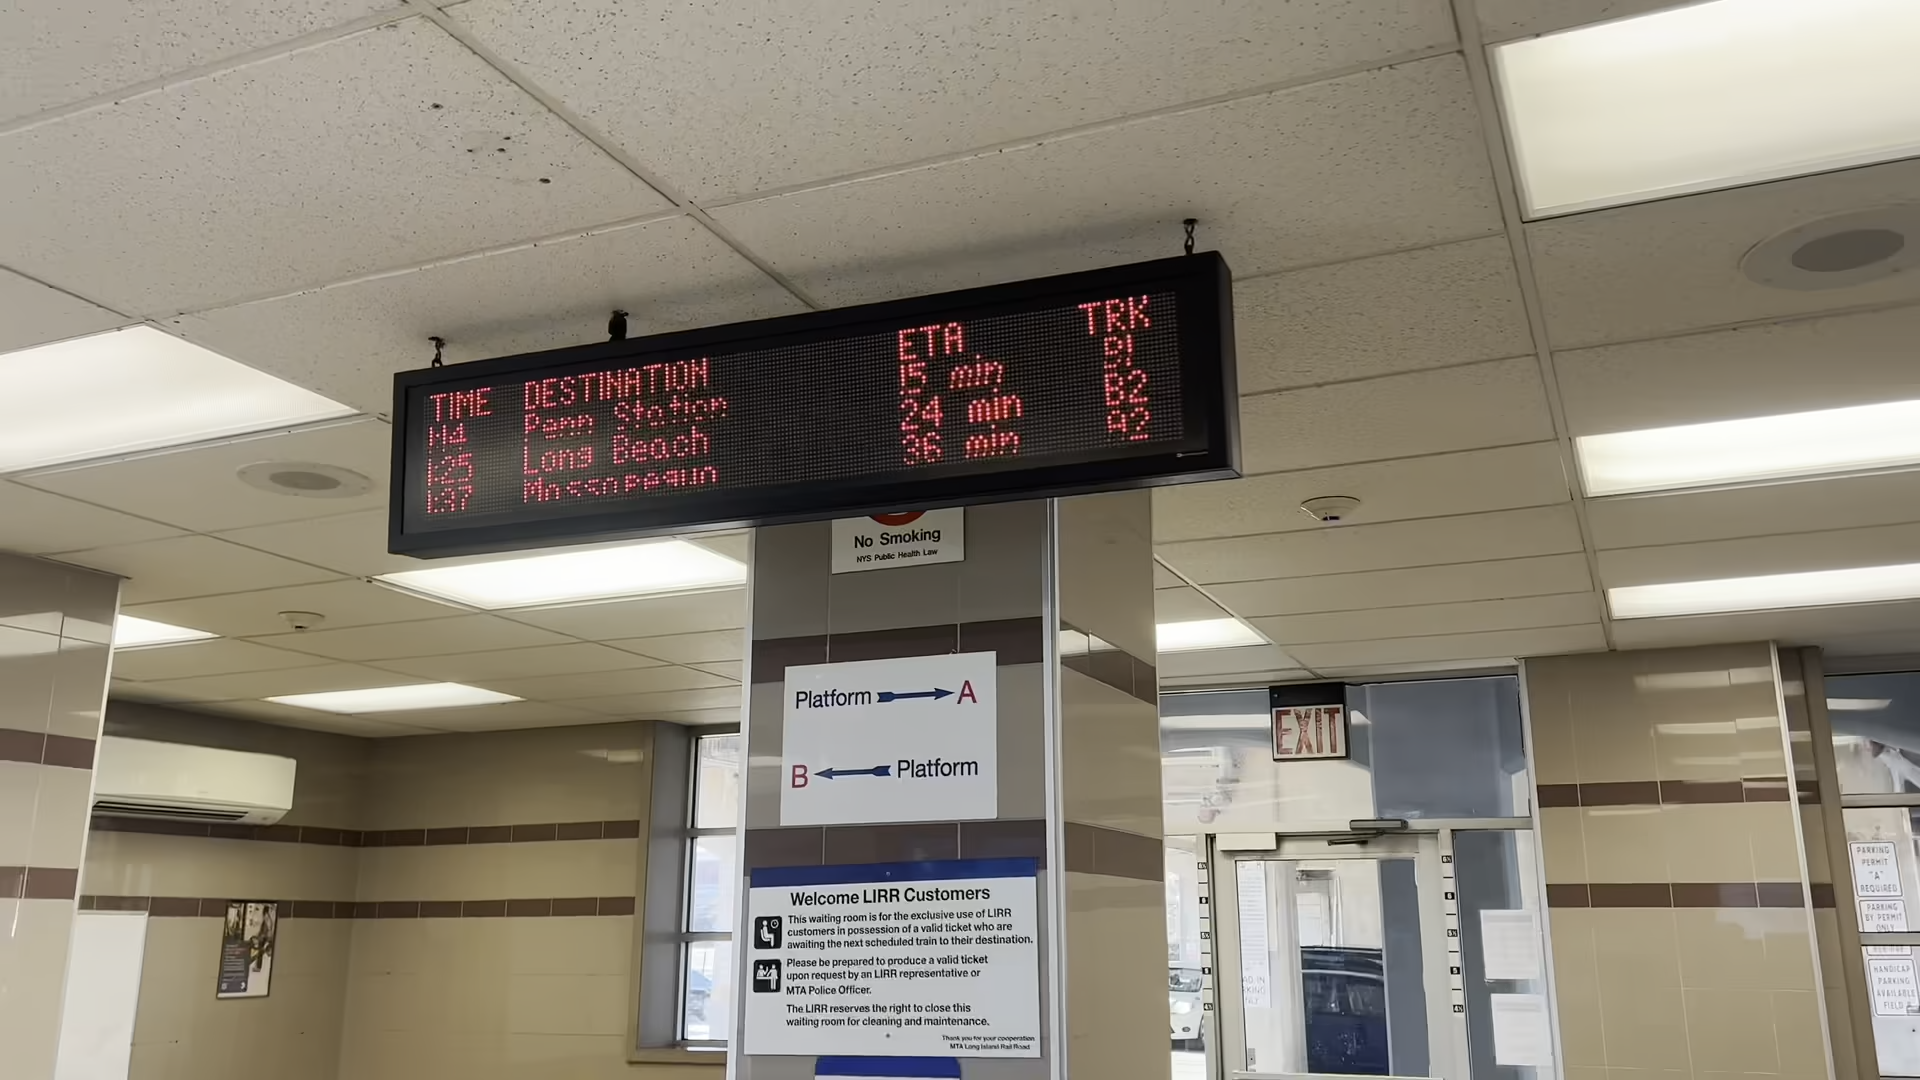 TIME DESTINATION ETA TRK
Penn Station 15 min
1:25 Long Beach 24 min B2
1:37 Massapequa 36 min A2
No Smoking
NYS Public Health Law
Platform A
B Platform
EXIT
Welcome LIRR Customers
This waiting room is for the exclusive use of LIRR
customers in possession of a valid ticket who are
awaiting the next scheduled train to their destination.
Please be prepared to produce a valid ticket
upon request by an LIRR representative or
MTA Police Officer.
The LIRR reserves the right to close this
waiting room for cleaning and maintenance.
Thank you for your cooperation
MTA Long Island Rail Road
PARKING
PERMIT
"A"
REQUIRED
PARKING
BY PERMIT
ONLY
HANDICAP
PARKING
AVAILABLE
FIELD